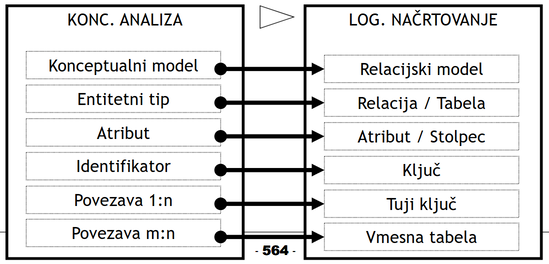 KONC. ANALIZA
LOG. NAČRTOVANJE
Konceptualni model
Relacijski model
Entitetni tip
Relacija / Tabela
Atribut
Atribut / Stolpec
Identifikator
Ključ
Povezava 1:n
Tuji ključ
Povezava m:n
Vmesna tabela
- 564 -